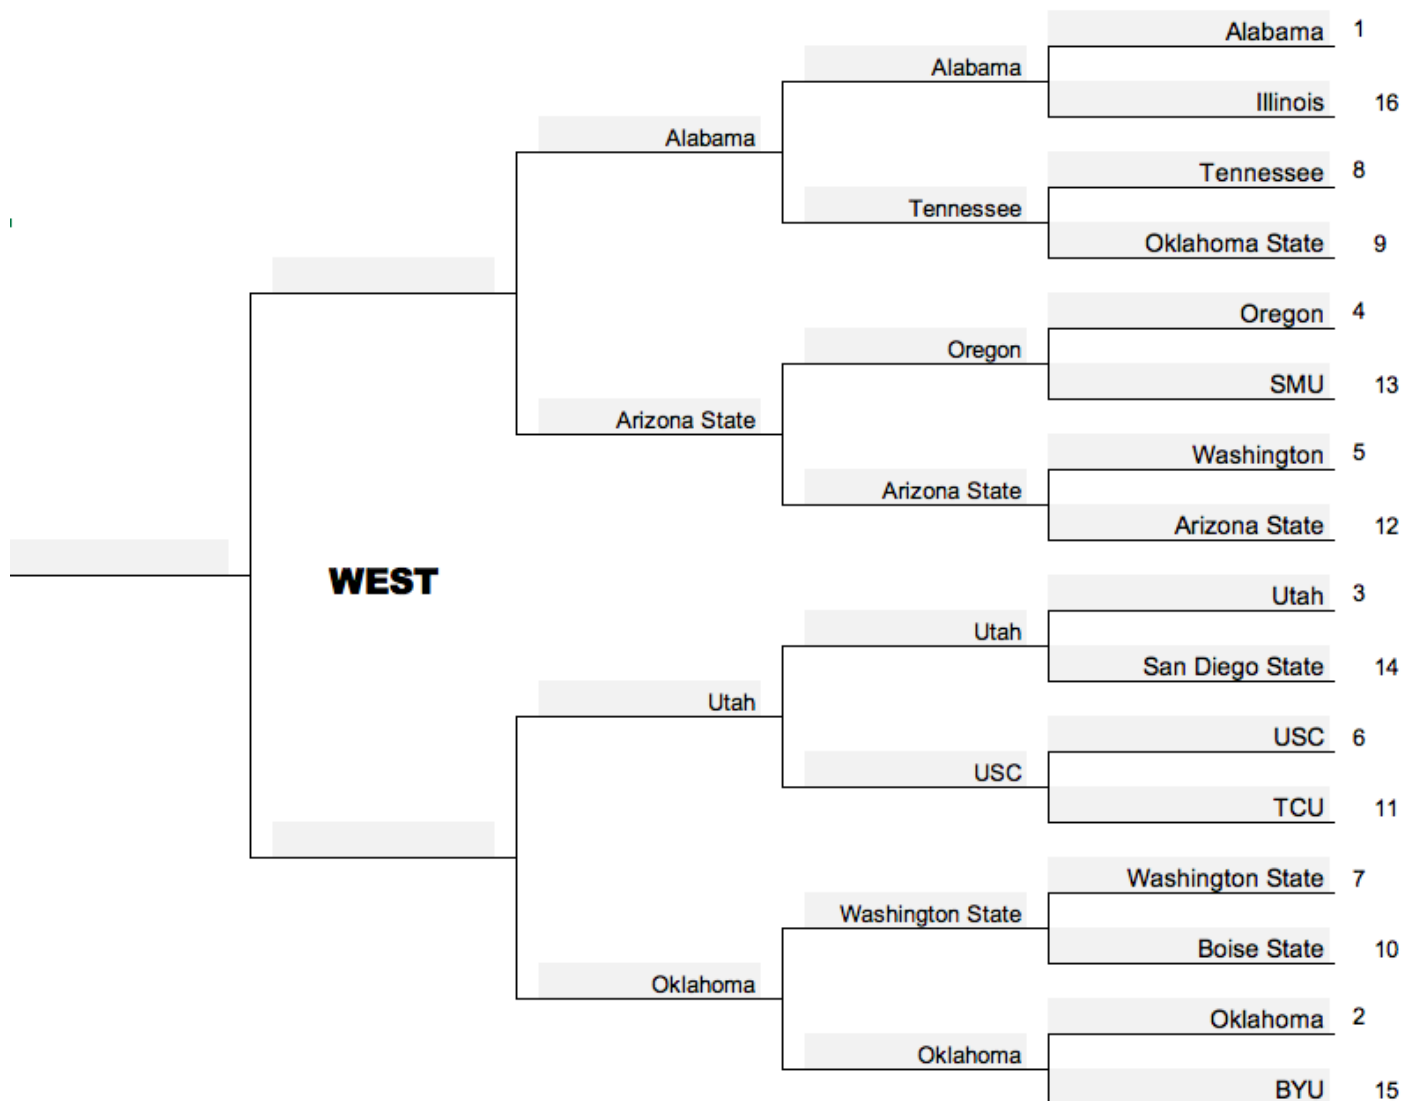 Alabama 1
Alabama
Illinois 16
Alabama
Tennessee 8
Tennessee
Oklahoma State 9
Oregon 4
Oregon
SMU 13
Arizona State
Washington 5
Arizona State
Arizona State 12
WEST
Utah 3
Utah
San Diego State 14
Utah
USC 6
USC
TCU 11
Washington State 7
Washington State
Boise State 10
Oklahoma
Oklahoma 2
Oklahoma
BYU 15